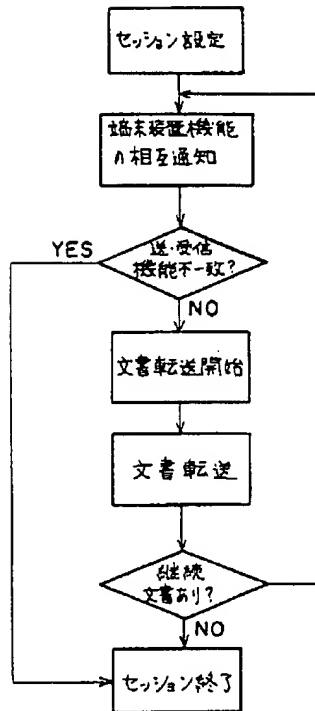 セッション設定
端末装置機能
の相互通知
送・受信
機能不一致?
YES
NO
文書転送開始
文書転送
継続
文書あり?
NO
セッション終了